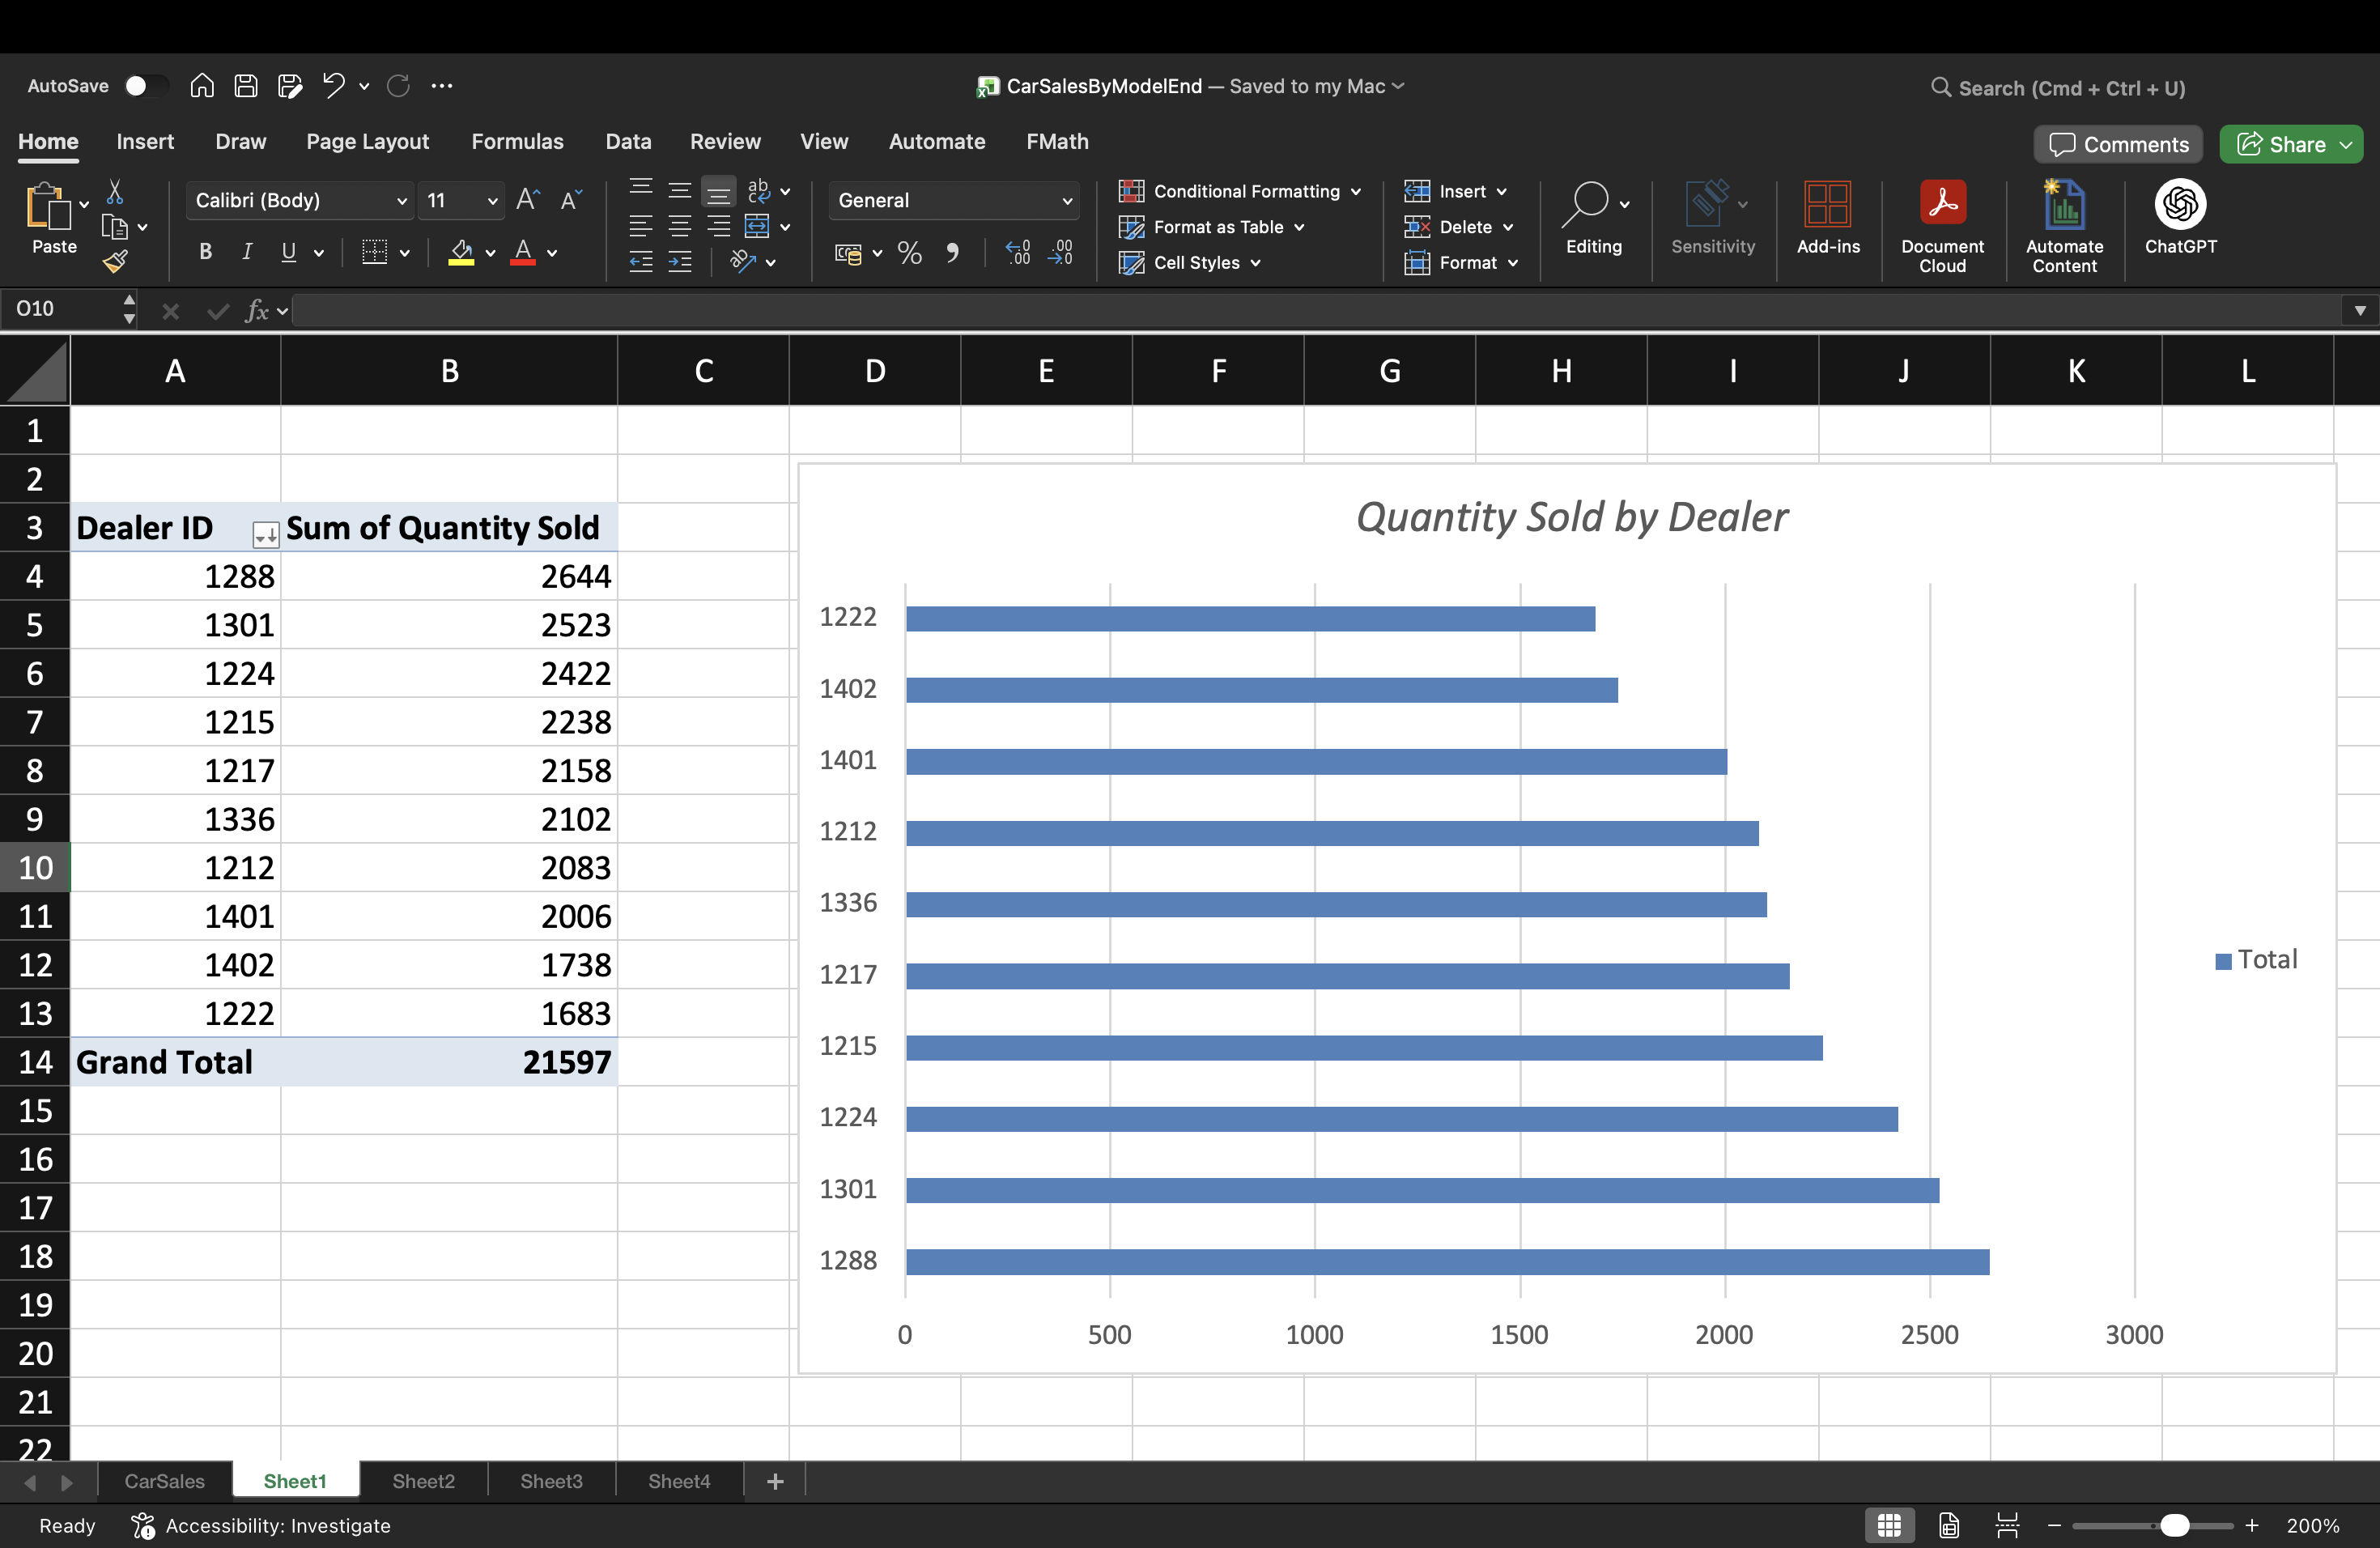 AutoSave
CarSalesByModelEnd — Saved to my Mac
Search (Cmd + Ctrl + U)
Home Insert Draw Page Layout Formulas Data Review View Automate FMath
Comments Share
Paste
Calibri (Body) 11
B I U
General
Conditional Formatting
Format as Table
Cell Styles
Insert
Delete
Format
Editing
Sensitivity
Add-ins
Document Cloud
Automate Content
ChatGPT
O10 fx
A B C D E F G H I J K L
1
2
3 Dealer ID Sum of Quantity Sold
4 1288 2644
5 1301 2523
6 1224 2422
7 1215 2238
8 1217 2158
9 1336 2102
10 1212 2083
11 1401 2006
12 1402 1738
13 1222 1683
14 Grand Total 21597
15
16
17
18
19
20
21
22
Quantity Sold by Dealer
1222
1402
1401
1212
1336
1217
1215
1224
1301
1288
0 500 1000 1500 2000 2500 3000
Total
CarSales Sheet1 Sheet2 Sheet3 Sheet4 +
Ready Accessibility: Investigate
200%